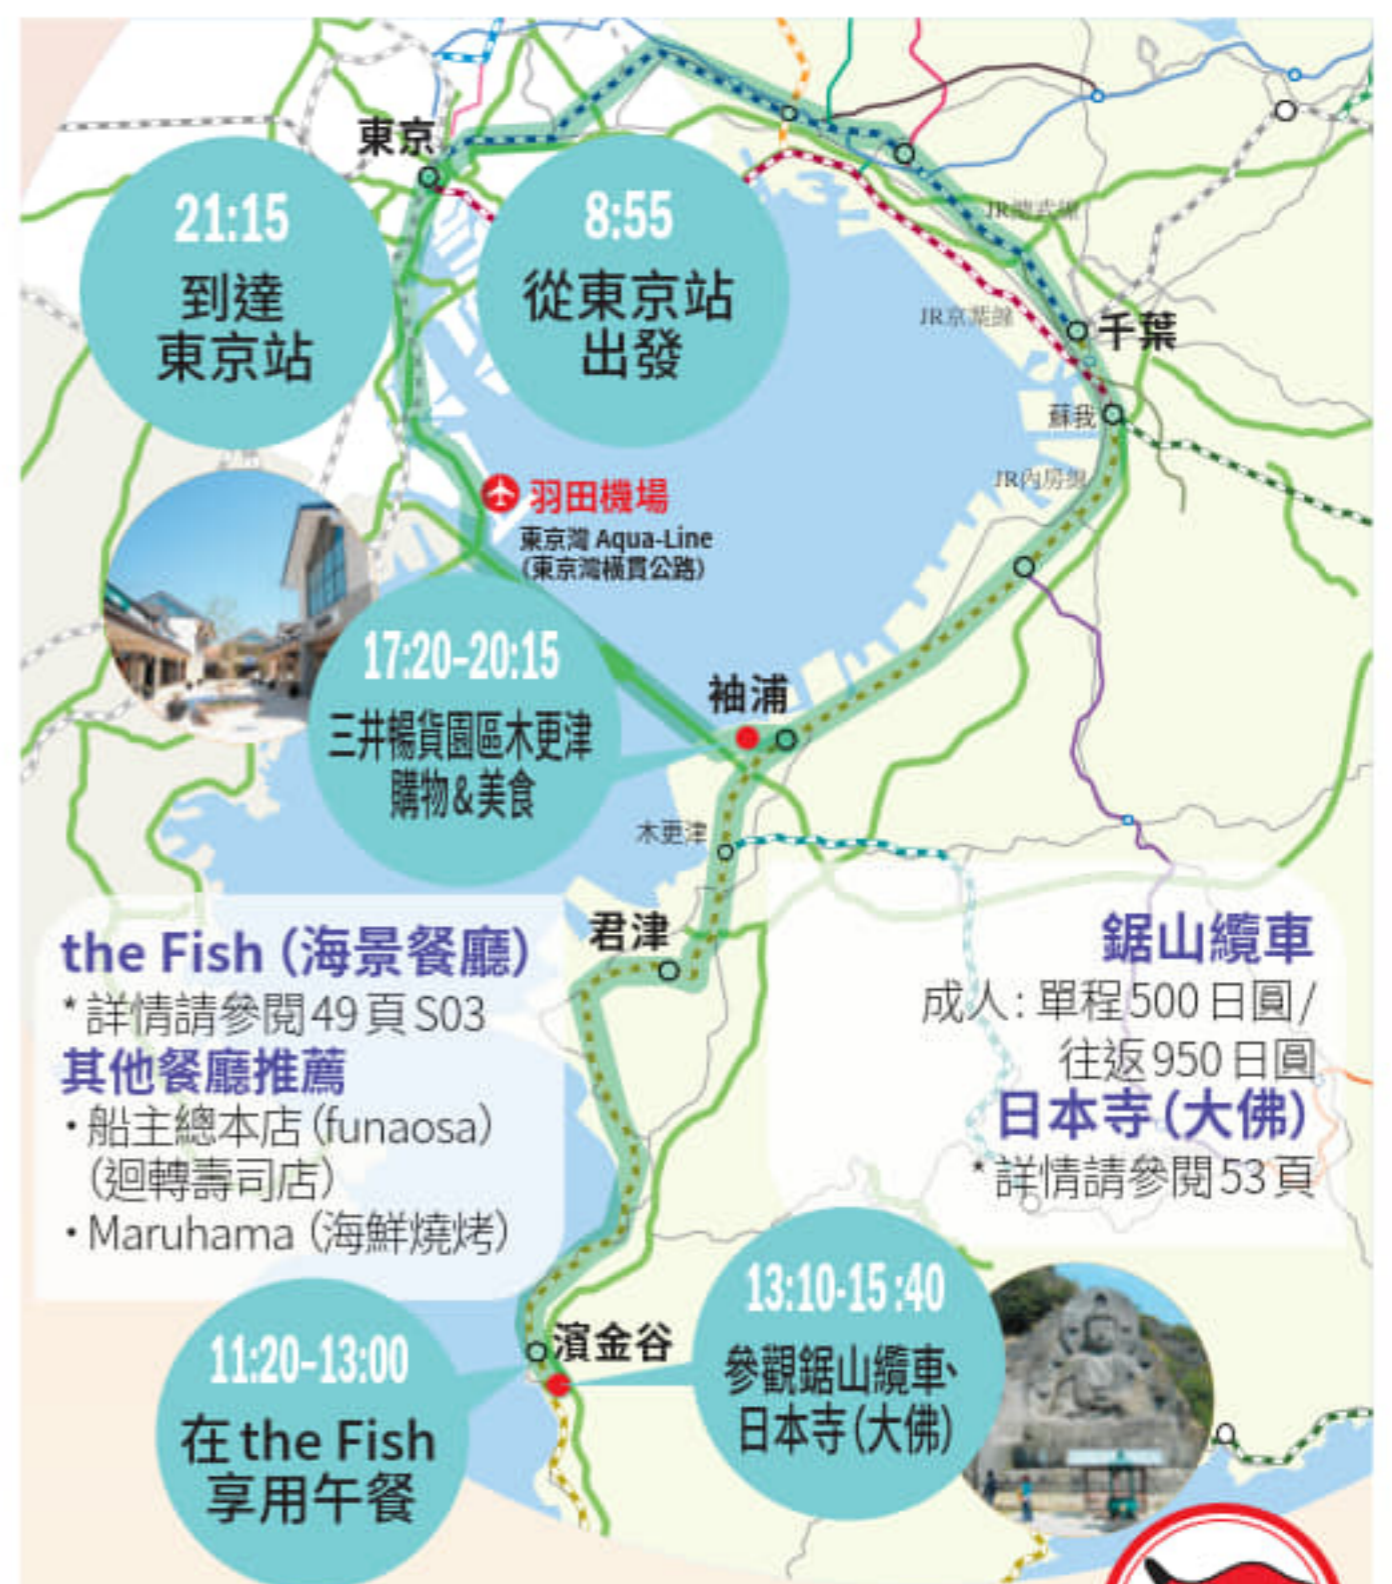 東京
21:15
到達
東京站
8:55
從東京站
出發
JR總武線
JR京葉線
千葉
蘇我
JR內房線
羽田機場
東京灣 Aqua-Line
(東京灣橫貫公路)
17:20–20:15
三井暢貨園區木更津
購物&美食
袖浦
木更津
君津
the Fish (海景餐廳)
* 詳情請參閱49頁 S03
其他餐廳推薦
・船主總本店 (funaosa)
(迴轉壽司店)
・Maruhama (海鮮燒烤)
鋸山纜車
成人: 單程500日圓/
往返950日圓
日本寺(大佛)
* 詳情請參閱53頁
濱金谷
11:20–13:00
在the Fish
享用午餐
13:10-15:40
參觀鋸山纜車、
日本寺(大佛)